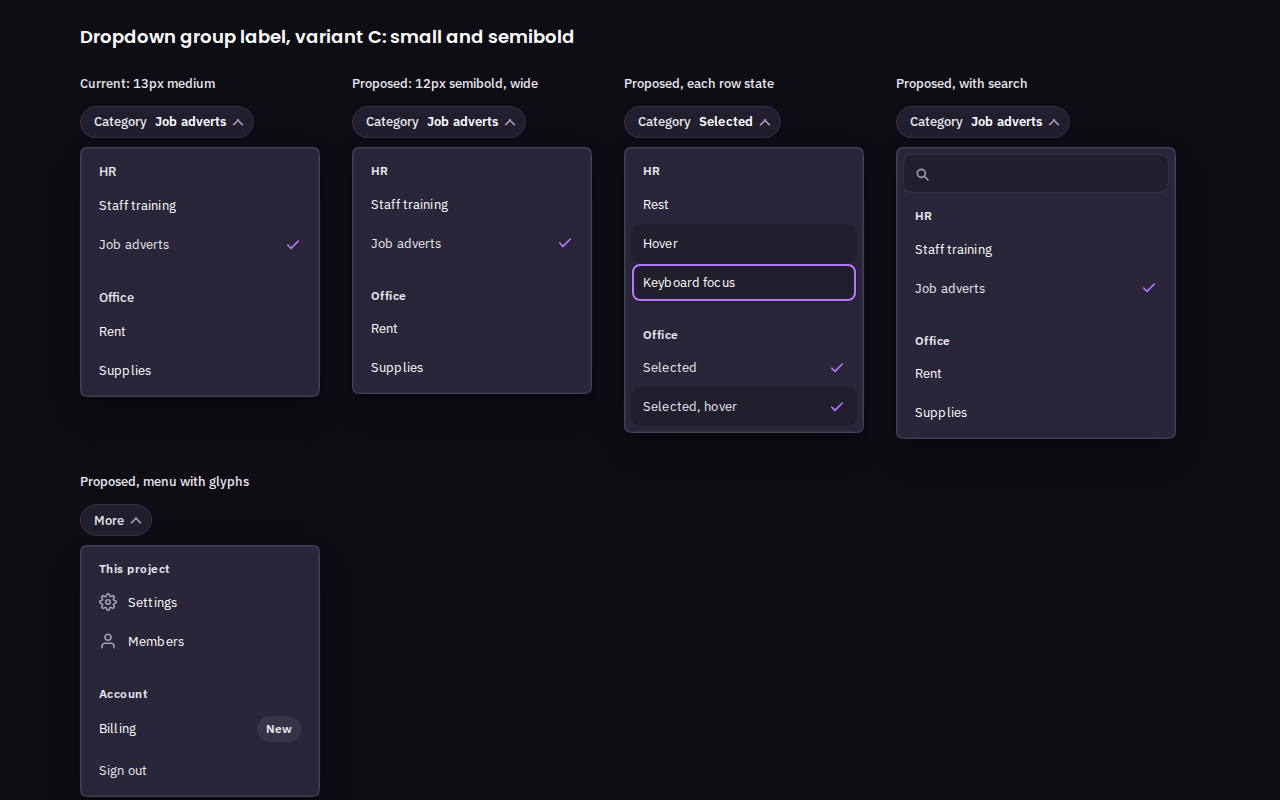 Dropdown group label, variant C: small and semibold
Current: 13px medium
Category Job adverts
HR
Staff training
Job adverts
Office
Rent
Supplies
Proposed: 12px semibold, wide
Category Job adverts
HR
Staff training
Job adverts
Office
Rent
Supplies
Proposed, each row state
Category Selected
HR
Rest
Hover
Keyboard focus
Office
Selected
Selected, hover
Proposed, with search
Category Job adverts
HR
Staff training
Job adverts
Office
Rent
Supplies
Proposed, menu with glyphs
More
This project
Settings
Members
Account
Billing New
Sign out